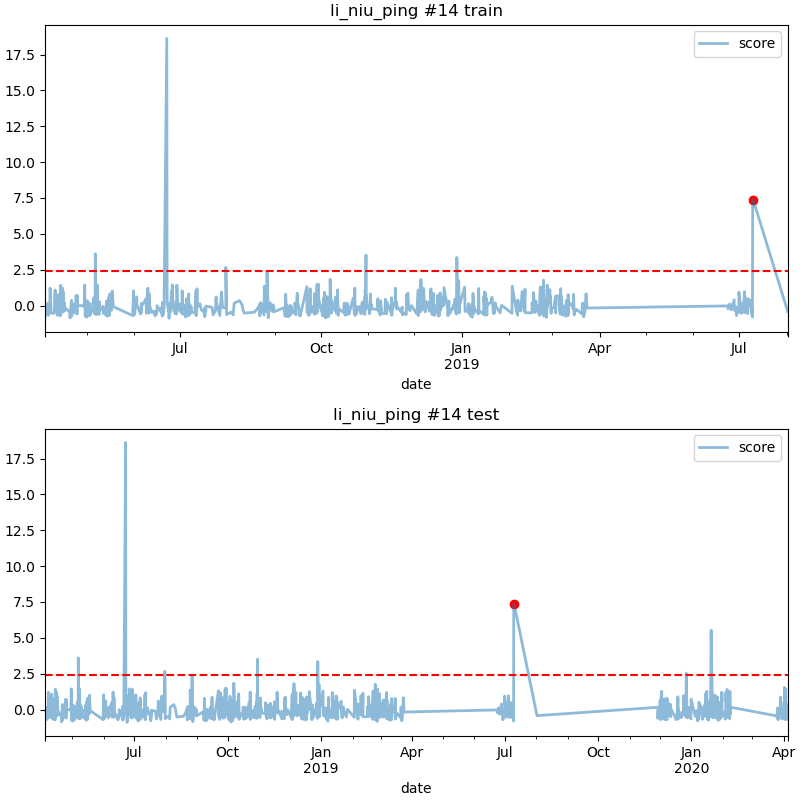 li_niu_ping #14 train
score
17.5
15.0
12.5
10.0
7.5
5.0
2.5
0.0
Jul
Oct
Jan
2019
Apr
Jul
date
li_niu_ping #14 test
score
17.5
15.0
12.5
10.0
7.5
5.0
2.5
0.0
Jul
Oct
Jan
2019
Apr
Jul
Oct
Jan
2020
Apr
date